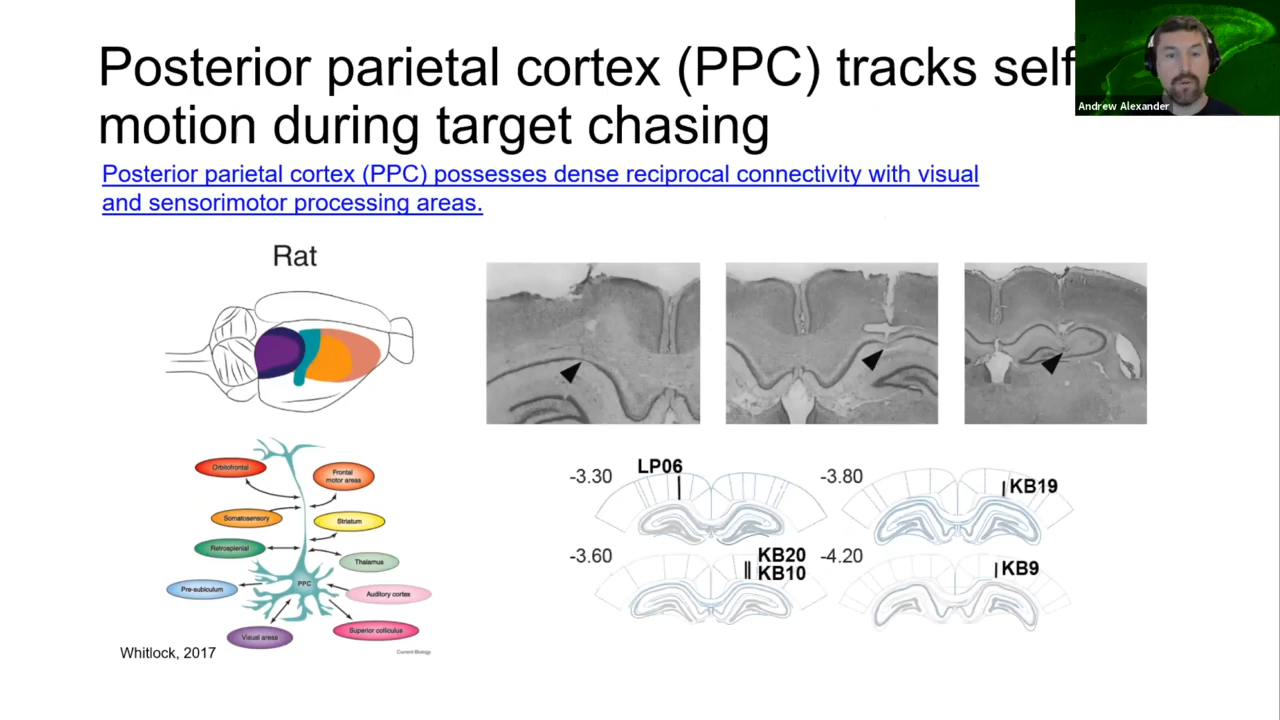 Posterior parietal cortex (PPC) tracks self
motion during target chasing
Andrew Alexander
Posterior parietal cortex (PPC) possesses dense reciprocal connectivity with visual
and sensorimotor processing areas.
Rat
Orbitofrontal
Frontal
motor areas
Somatosensory
Striatum
Retrosplenial
Thalamus
Pre-subiculum
PPC
Auditory cortex
Visual areas
Superior colliculus
Current Biology
Whitlock, 2017
-3.30
LP06
-3.80
KB19
-3.60
KB20
KB10
-4.20
KB9